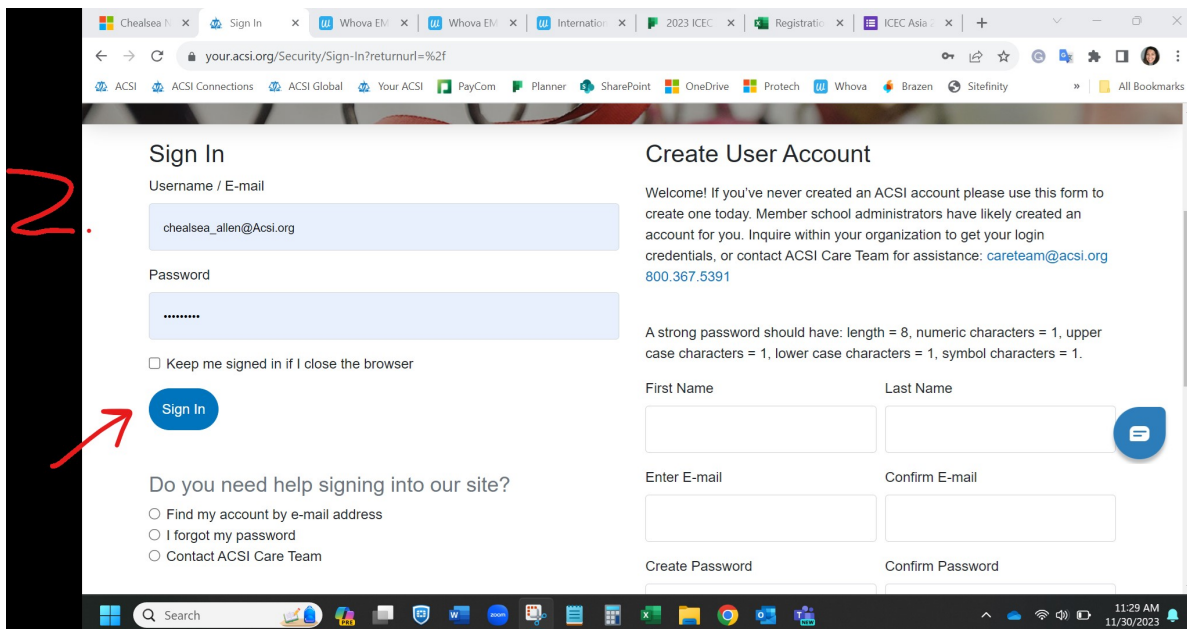 Chealsea N
Sign In
Whova EM
Whova EM
Internation
2023 ICEC
Registratio
ICEC Asia 2
your.acsi.org/Security/Sign-In?returnurl=%2f
ACSI
ACSI Connections
ACSI Global
Your ACSI
PayCom
Planner
SharePoint
OneDrive
Protech
Whova
Brazen
Sitefinity
»
All Bookmarks
2.
Sign In
Username / E-mail
chealsea_allen@Acsi.org
Password
•••••••••
Keep me signed in if I close the browser
Sign In
Do you need help signing into our site?
Find my account by e-mail address
I forgot my password
Contact ACSI Care Team
Create User Account
Welcome! If you've never created an ACSI account please use this form to
create one today. Member school administrators have likely created an
account for you. Inquire within your organization to get your login
credentials, or contact ACSI Care Team for assistance: careteam@acsi.org
800.367.5391
A strong password should have: length = 8, numeric characters = 1, upper
case characters = 1, lower case characters = 1, symbol characters = 1.
First Name
Last Name
Enter E-mail
Confirm E-mail
Create Password
Confirm Password
Search
PRE
zoom
NEW
11:29 AM
11/30/2023